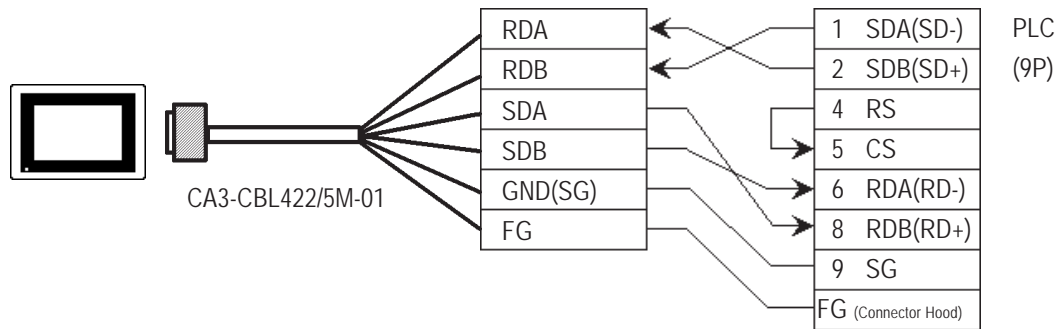 RDA
RDB
SDA
SDB
GND(SG)
FG
CA3-CBL422/5M-01
1 SDA(SD-)
2 SDB(SD+)
4 RS
5 CS
6 RDA(RD-)
8 RDB(RD+)
9 SG
FG (Connector Hood)
PLC
(9P)